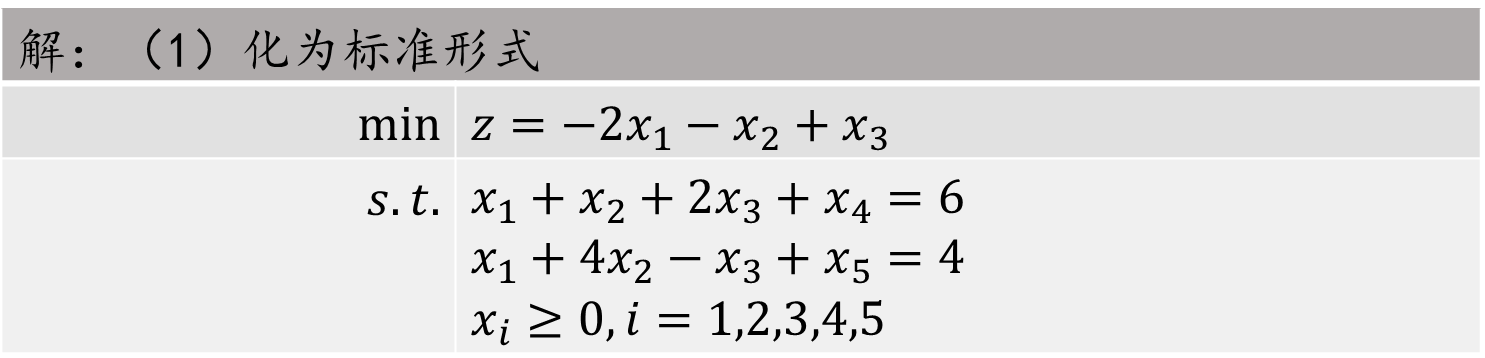 解：（1）化为标准形式
min z = −2x₁ − x₂ + x₃
s.t. x₁ + x₂ + 2x₃ + x₄ = 6
x₁ + 4x₂ − x₃ + x₅ = 4
xᵢ ≥ 0, i = 1,2,3,4,5